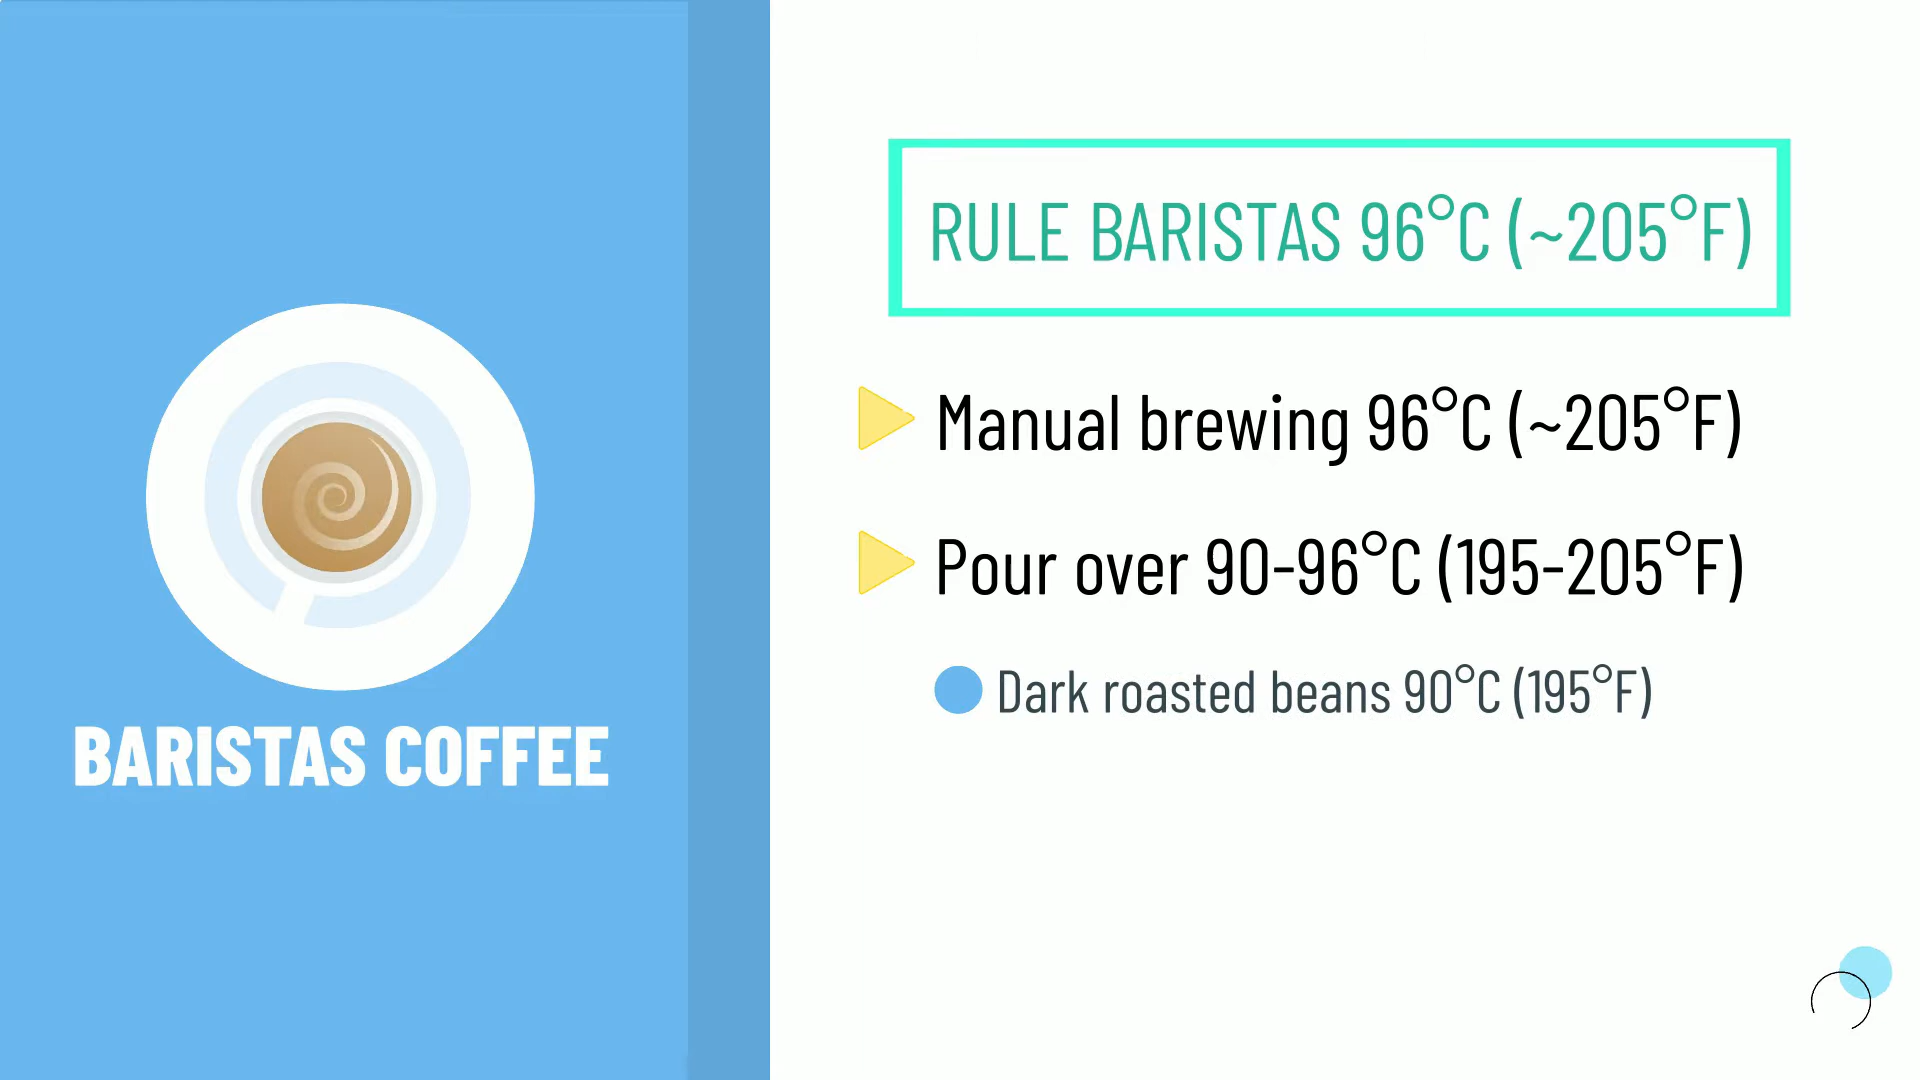 BARISTAS COFFEE
RULE BARISTAS 96°C (~205°F)
Manual brewing 96°C (~205°F)
Pour over 90-96°C (195-205°F)
Dark roasted beans 90°C (195°F)